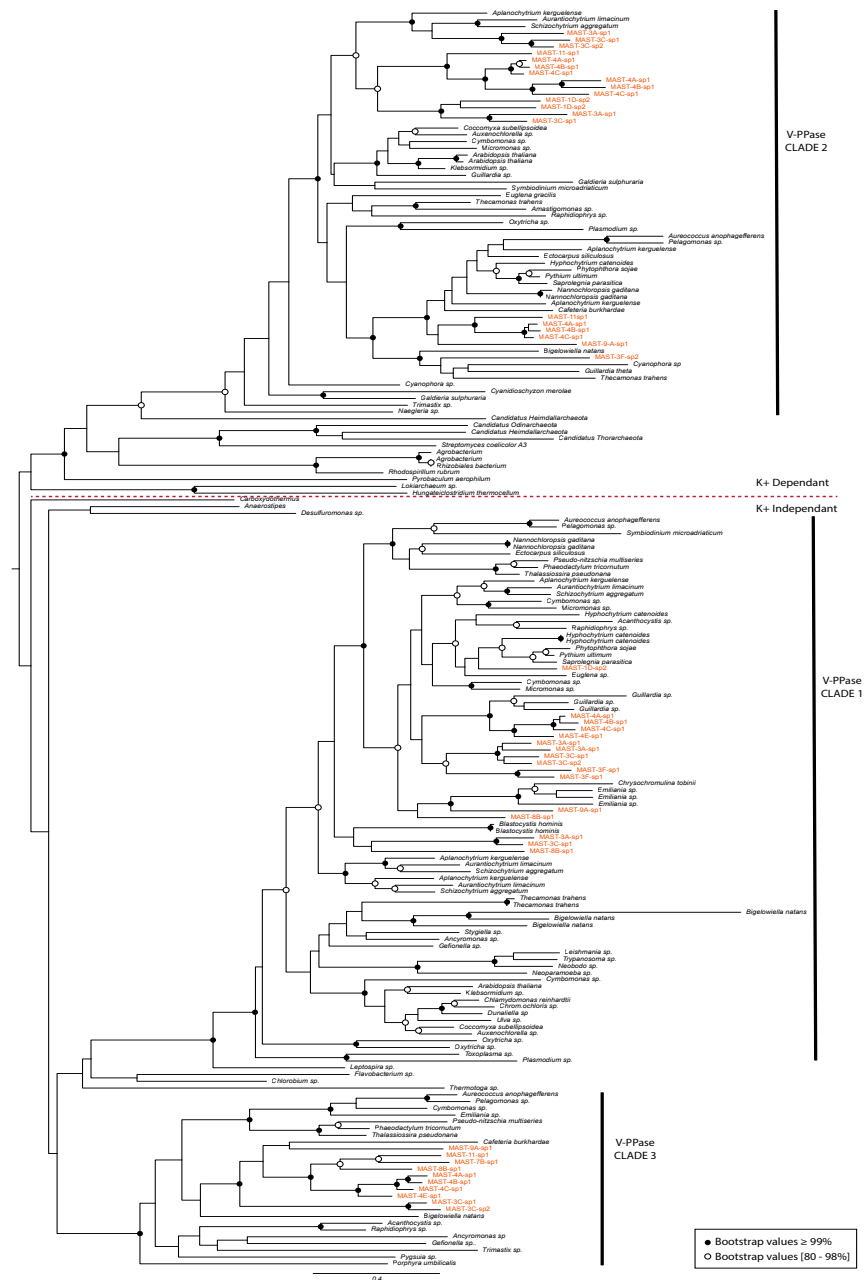 Aplanochytrium kerguelense
Aurantiochytrium limacinum
Schizochytrium aggregatum
MAST-3A-sp1
MAST-3C-sp1
MAST-3C-sp2
MAST-11-sp1
MAST-4A-sp1
MAST-4B-sp1
MAST-4C-sp1
MAST-4A-sp1
MAST-4B-sp1
MAST-4C-sp1
MAST-1D-sp2
MAST-1D-sp2
MAST-3A-sp1
MAST-3C-sp1
Coccomyxa subellipsoidea
Auxenochlorella sp.
Cymbomonas sp.
Micromonas sp.
V-PPase
CLADE 2
Arabidopsis thaliana
Arabidopsis thaliana
Klebsormidium sp.
Guillardia sp.
Galdieria sulphuraria
Symbiodinium microadriaticum
Euglena gracilis
Thecamonas trahens
Amastigomonas sp.
Raphidiophrys sp.
Oxytricha sp.
Plasmodium sp.
Aureococcus anophagefferens
Pelagomonas sp.
Aplanochytrium kerguelense
Ectocarpus siliculosus
Hyphochytrium catenoides
Phytophthora sojae
Pythium ultimum
Saprolegnia parasitica
Nannochloropsis gaditana
Nannochloropsis gaditana
Aplanochytrium kerguelense
Cafeteria burkhardae
MAST-11sp1
MAST-4A-sp1
MAST-4B-sp1
MAST-4C-sp1
MAST-9-A-sp1
Bigelowiella natans
MAST-3F-sp2
Cyanophora sp
Guillardia theta
Thecamonas trahens
Cyanophora sp.
Cyanidioschyzon merolae
Galdieria sulphuraria
Trimastix sp.
Naegleria sp.
Candidatus Heimdallarchaeota
Candidatus Odinarchaeota
Candidatus Heimdallarchaeota
Candidatus Thorarchaeota
Streptomyces coelicolor A3
Agrobacterium
Agrobacterium
Rhizobiales bacterium
Rhodospirillum rubrum
Pyrobaculum aerophilum
K+ Dependant
Lokiarchaeum sp.
Hungateiclostridium thermocellum
Carboxydothermus
Anaerostipes
K+ Independant
Desulfuromonas sp.
Aureococcus anophagefferens
Pelagomonas sp.
Symbiodinium microadriaticum
Nannochloropsis gaditana
Nannochloropsis gaditana
Ectocarpus siliculosus
Pseudo-nitzschia multiseries
Phaeodactylum tricornutum
Thalassiosira pseudonana
Aplanochytrium kerguelense
Aurantiochytrium limacinum
Schizochytrium aggregatum
Cymbomonas sp.
Micromonas sp.
Hyphochytrium catenoides
Acanthocystis sp.
Raphidiophrys sp.
Hyphochytrium catenoides
Hyphochytrium catenoides
Phytophthora sojae
Pythium ultimum
Saprolegnia parasitica
MAST-1D-sp2
Euglena sp.
Cymbomonas sp.
Micromonas sp.
V-PPase
CLADE 1
Guillardia sp.
Guillardia sp.
Guillardia sp.
MAST-4A-sp1
MAST-4B-sp1
MAST-4C-sp1
MAST-4E-sp1
MAST-3A-sp1
MAST-3A-sp1
MAST-3C-sp1
MAST-3C-sp2
MAST-3F-sp1
MAST-3F-sp1
Chrysochromulina tobinii
Emiliania sp.
Emiliania sp.
Emiliania sp.
MAST-9A-sp1
MAST-8B-sp1
Blastocystis hominis
Blastocystis hominis
MAST-3A-sp1
MAST-3C-sp1
MAST-8B-sp1
Aplanochytrium kerguelense
Aurantiochytrium limacinum
Schizochytrium aggregatum
Aplanochytrium kerguelense
Aurantiochytrium limacinum
Schizochytrium aggregatum
Thecamonas trahens
Thecamonas trahens
Bigelowiella natans
Bigelowiella natans
Bigelowiella natans
Stygiella sp.
Ancyromonas sp.
Gefionella sp.
Leishmania sp.
Trypanosoma sp.
Neobodo sp.
Neoparamoeba sp.
Cymbomonas sp.
Arabidopsis thaliana
Klebsormidium sp.
Chlamydomonas reinhardtii
Chrom.ochloris sp.
Dunaliella sp
Ulva sp.
Coccomyxa subellipsoidea
Auxenochlorella sp.
Oxytricha sp.
Oxytricha sp.
Toxoplasma sp.
Plasmodium sp.
Leptospira sp.
Flavobacterium sp.
Chlorobium sp.
Thermotoga sp.
Aureococcus anophagefferens
Pelagomonas sp.
Cymbomonas sp.
Emiliania sp.
Pseudo-nitzschia multiseries
Phaeodactylum tricornutum
Thalassiosira pseudonana
V-PPase
CLADE 3
Cafeteria burkhardae
MAST-9A-sp1
MAST-11-sp1
MAST-7B-sp1
MAST-8B-sp1
MAST-4A-sp1
MAST-4B-sp1
MAST-4C-sp1
MAST-4E-sp1
MAST-3C-sp1
MAST-3C-sp2
Bigelowiella natans
Acanthocystis sp.
Raphidiophrys sp.
Ancyromonas sp
Gefionella sp..
Trimastix sp.
Pygsuia sp.
Porphyra umbilicalis
Bootstrap values ≥ 99%
Bootstrap values [80 - 98%]
0.4